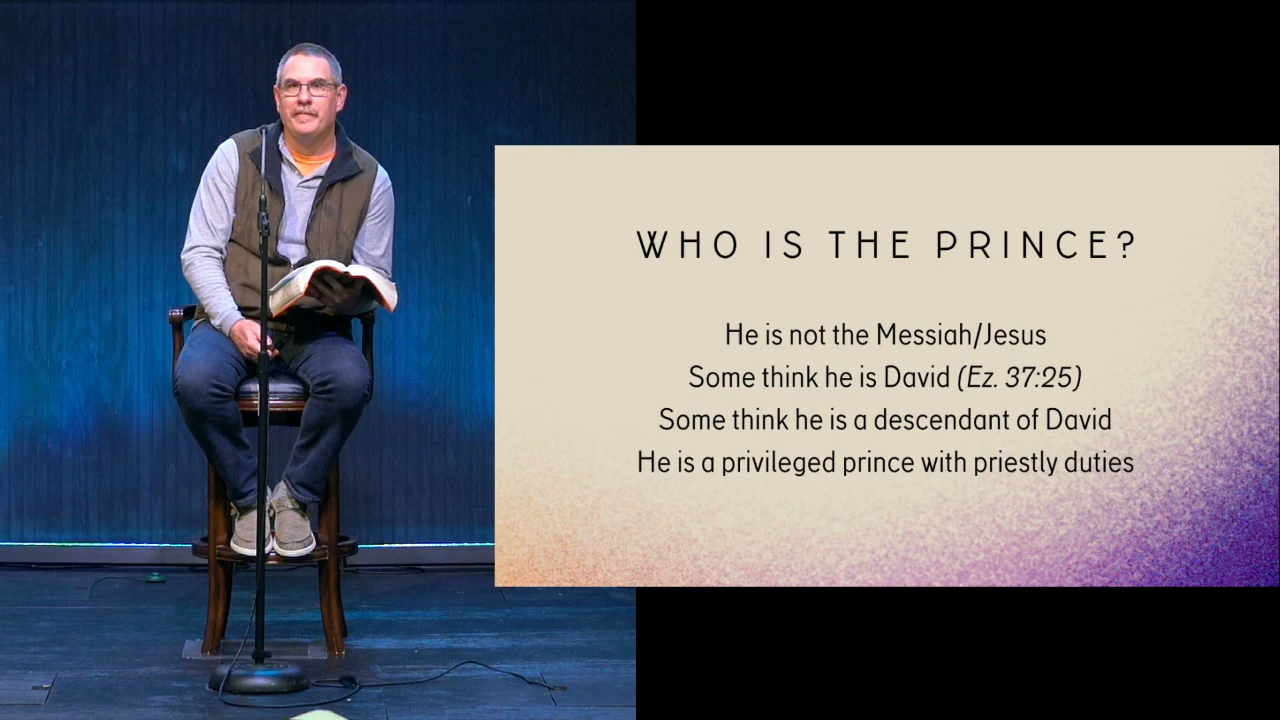 WHO IS THE PRINCE?
He is not the Messiah/Jesus
Some think he is David (Ez. 37:25)
Some think he is a descendant of David
He is a privileged prince with priestly duties